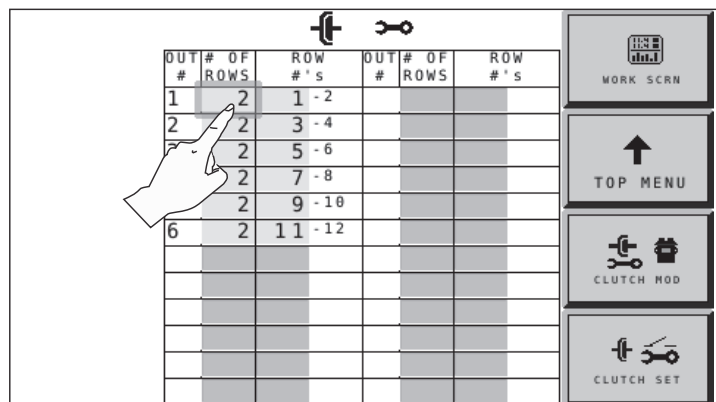 OUT # OF ROW OUT # OF ROW
# ROWS #'s # ROWS #'s
1 2 1 -2
2 2 3 -4
2 5 -6
2 7 -8
2 9 -10
6 2 11 -12
WORK SCRN
TOP MENU
CLUTCH MOD
CLUTCH SET